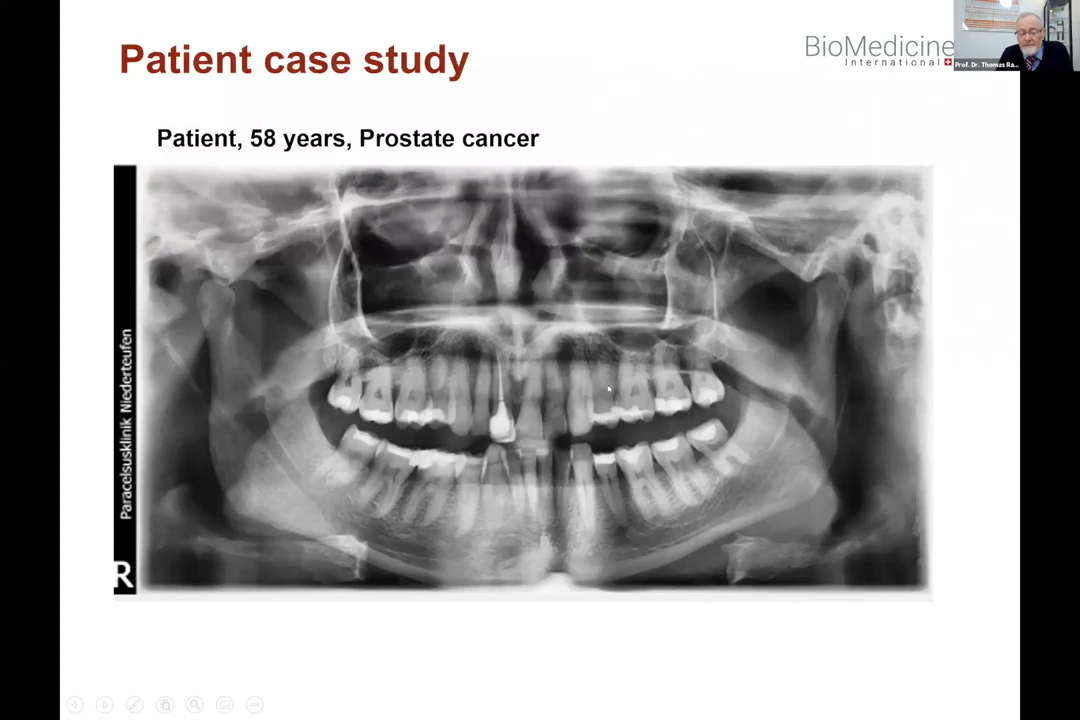 Patient case study
BioMedicine
International
Prof. Dr. Thomas Ra...
Patient, 58 years, Prostate cancer
Paracelsusklinik Niederteufen
R